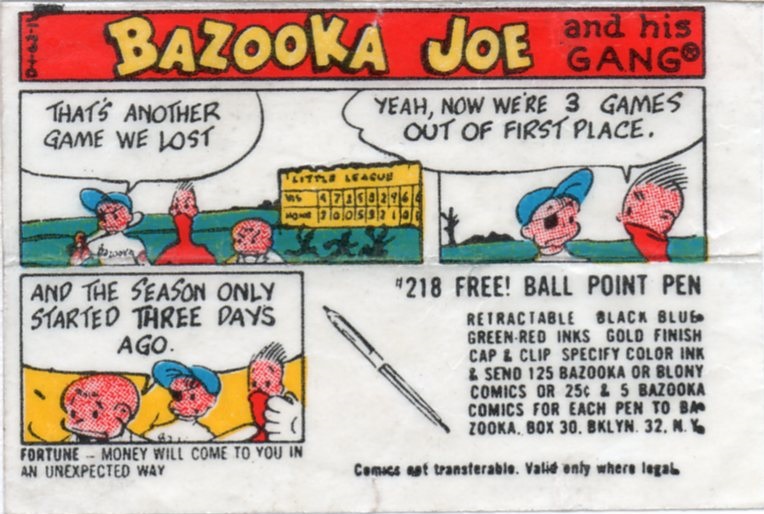 BAZOOKA JOE and his GANG®
THAT'S ANOTHER
GAME WE LOST
YEAH, NOW WE'RE 3 GAMES
OUT OF FIRST PLACE.
LITTLE LEAGUE
VIS
HOME
BAZOOKA
AND THE SEASON ONLY
STARTED THREE DAYS
AGO.
FORTUNE – MONEY WILL COME TO YOU IN
AN UNEXPECTED WAY
#218 FREE! BALL POINT PEN
RETRACTABLE BLACK BLUE
GREEN-RED INKS GOLD FINISH
CAP & CLIP SPECIFY COLOR INK
& SEND 125 BAZOOKA OR BLONY
COMICS OR 25¢ & 5 BAZOOKA
COMICS FOR EACH PEN TO BA
ZOOKA, BOX 30, BKLYN. 32, N.Y.
Comics not transferable. Valid only where legal.